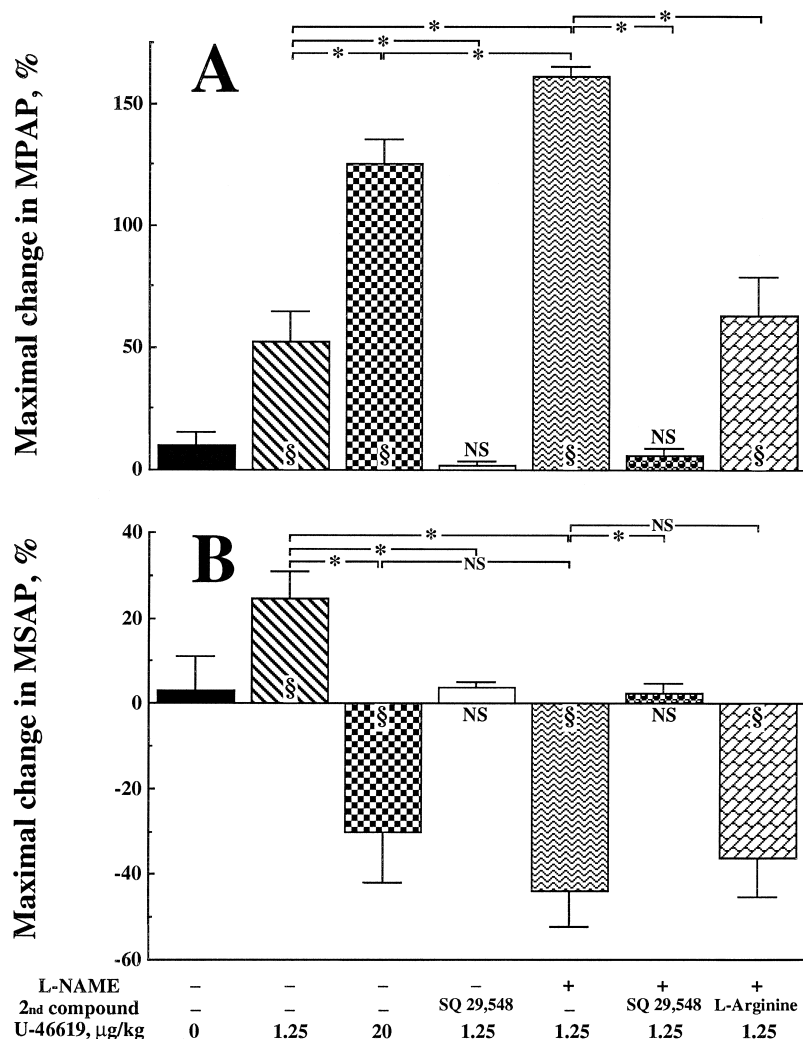 * *
* *
* *
A
Maximal change in MPAP, %
150
100
50
0
§ § NS § NS §
NS
* *
*
* NS
B
Maximal change in MSAP, %
40
20
0
-20
-40
-60
§ § NS § NS §
L-NAME – – – – + + +
2nd compound – – – SQ 29,548 – SQ 29,548 L-Arginine
U-46619, µg/kg 0 1.25 20 1.25 1.25 1.25 1.25